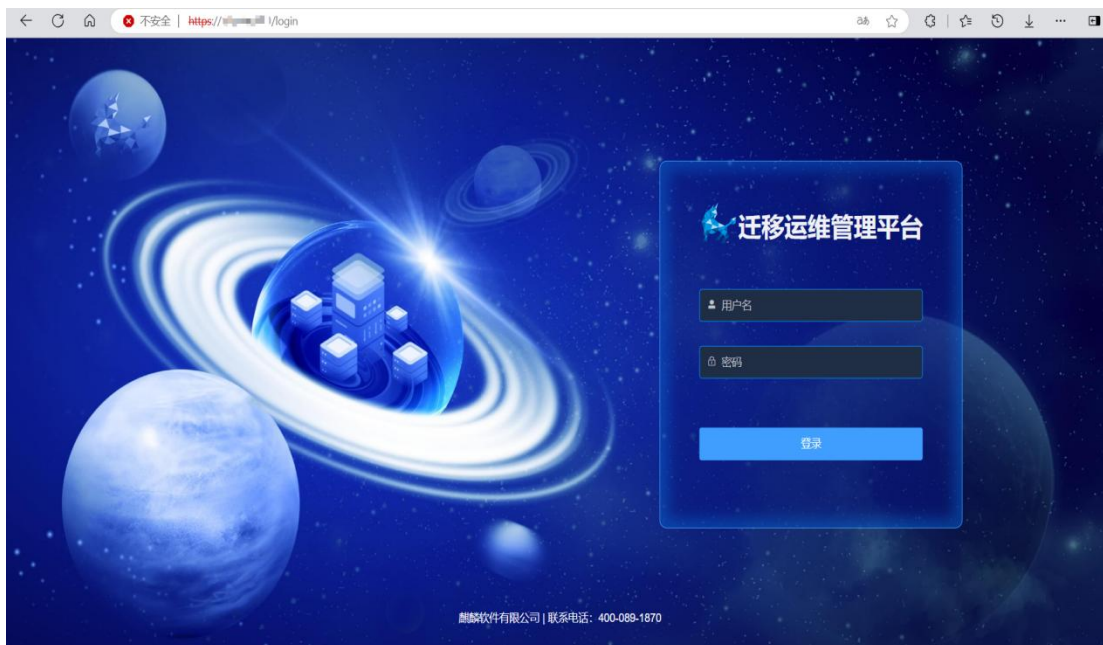 不安全 | https:// /login
迁移运维管理平台
用户名
密码
登录
麒麟软件有限公司 | 联系电话：400-089-1870